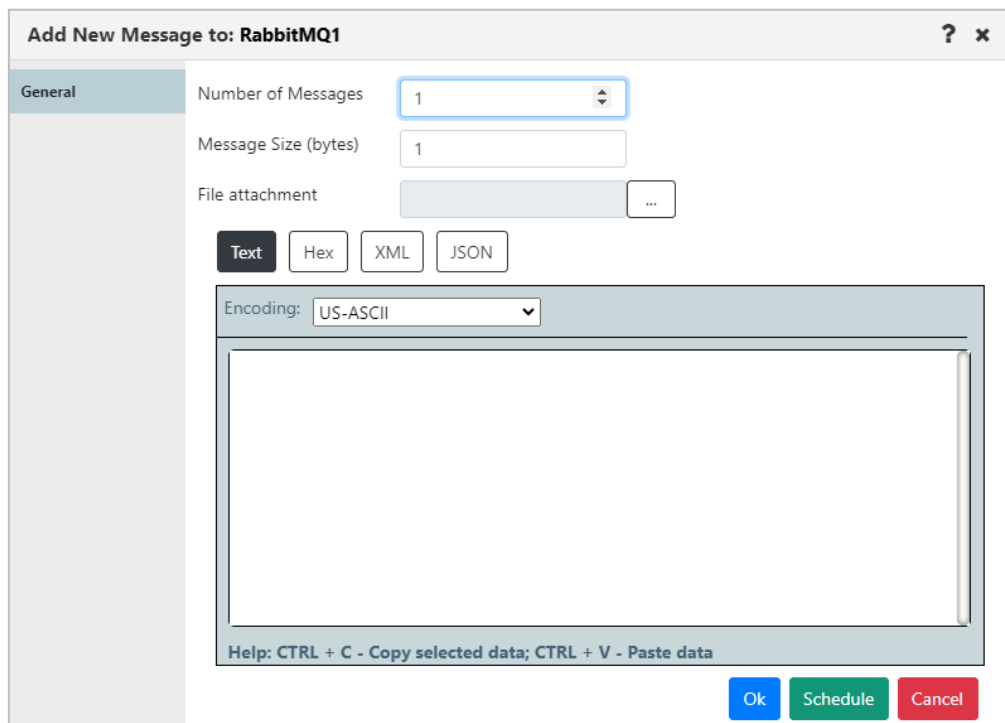 Add New Message to: RabbitMQ1 ? ×
General
Number of Messages 1
Message Size (bytes) 1
File attachment ...
Text Hex XML JSON
Encoding: US-ASCII
Help: CTRL + C - Copy selected data; CTRL + V - Paste data
Ok Schedule Cancel